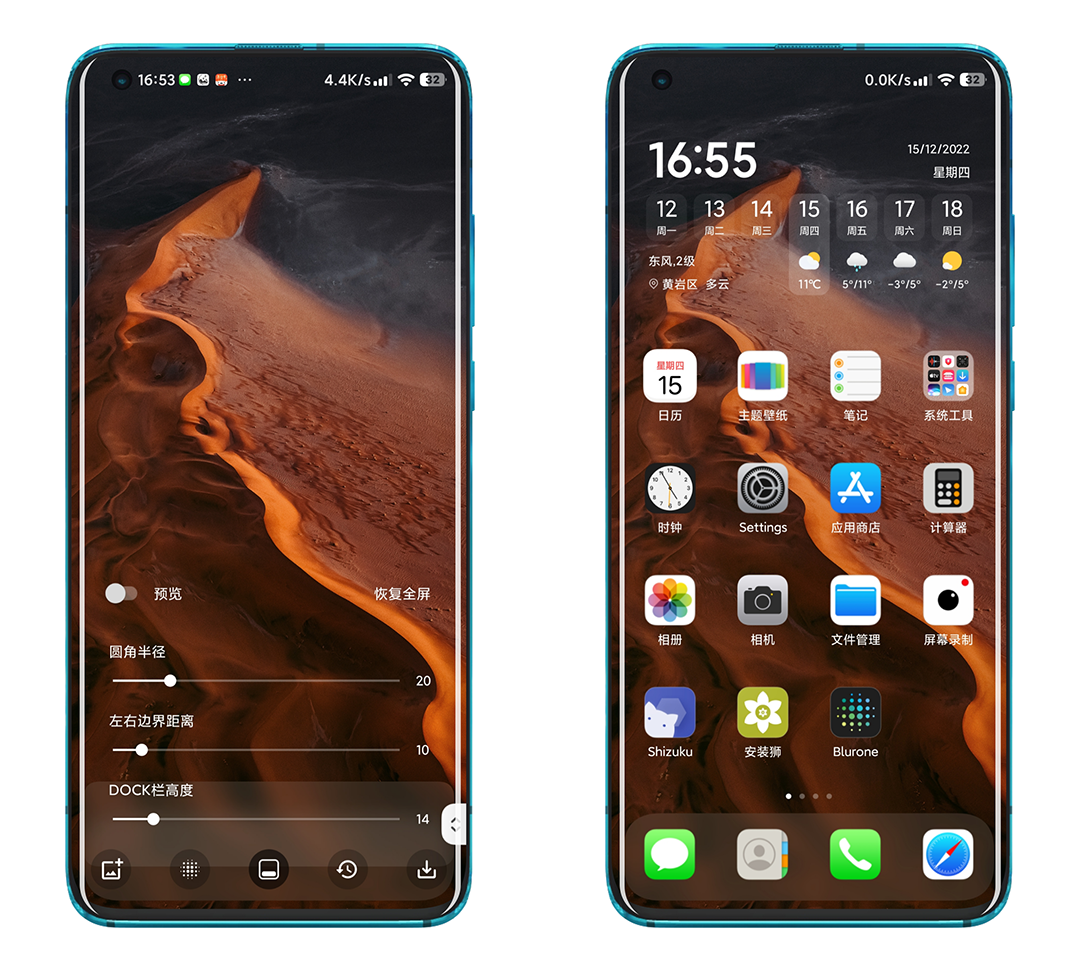 16:53 ··· 4.4K/s 32
预览 恢复全屏
圆角半径
20
左右边界距离
10
DOCK栏高度
14
0.0K/s 32
16:55 15/12/2022
星期四
12 13 14 15 16 17 18
周一 周二 周三 周四 周五 周六 周日
东风,2级
黄岩区 多云 11℃ 5°/11° -3°/5° -2°/5°
星期四
15
日历 主题壁纸 笔记 系统工具
时钟 Settings 应用商店 计算器
相册 相机 文件管理 屏幕录制
Shizuku 安装狮 Blurone